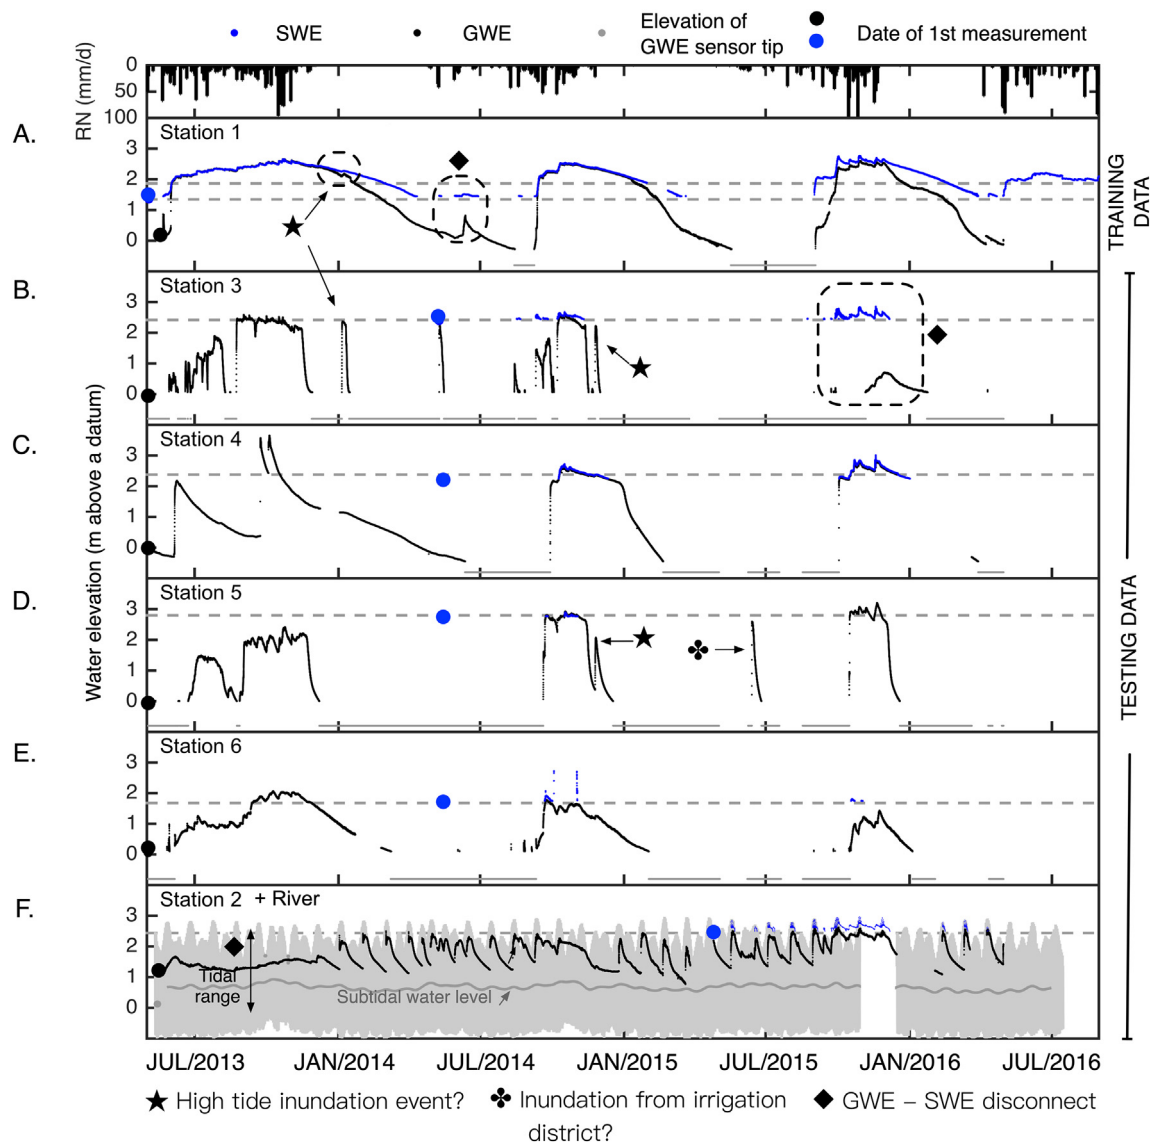 SWE GWE Elevation of GWE sensor tip Date of 1st measurement
RN (mm/d)
0
50
100
A.
Station 1
3
2
1
0
TRAINING DATA
B.
Station 3
3
2
1
0
C.
Station 4
3
2
1
0
Water elevation (m above a datum)
D.
Station 5
3
2
1
0
TESTING DATA
E.
Station 6
3
2
1
0
F.
Station 2 + River
3
2
1
0
Tidal
range
Subtidal water level
JUL/2013 JAN/2014 JUL/2014 JAN/2015 JUL/2015 JAN/2016 JUL/2016
★ High tide inundation event? ✤ Inundation from irrigation ◆ GWE – SWE disconnect
district?